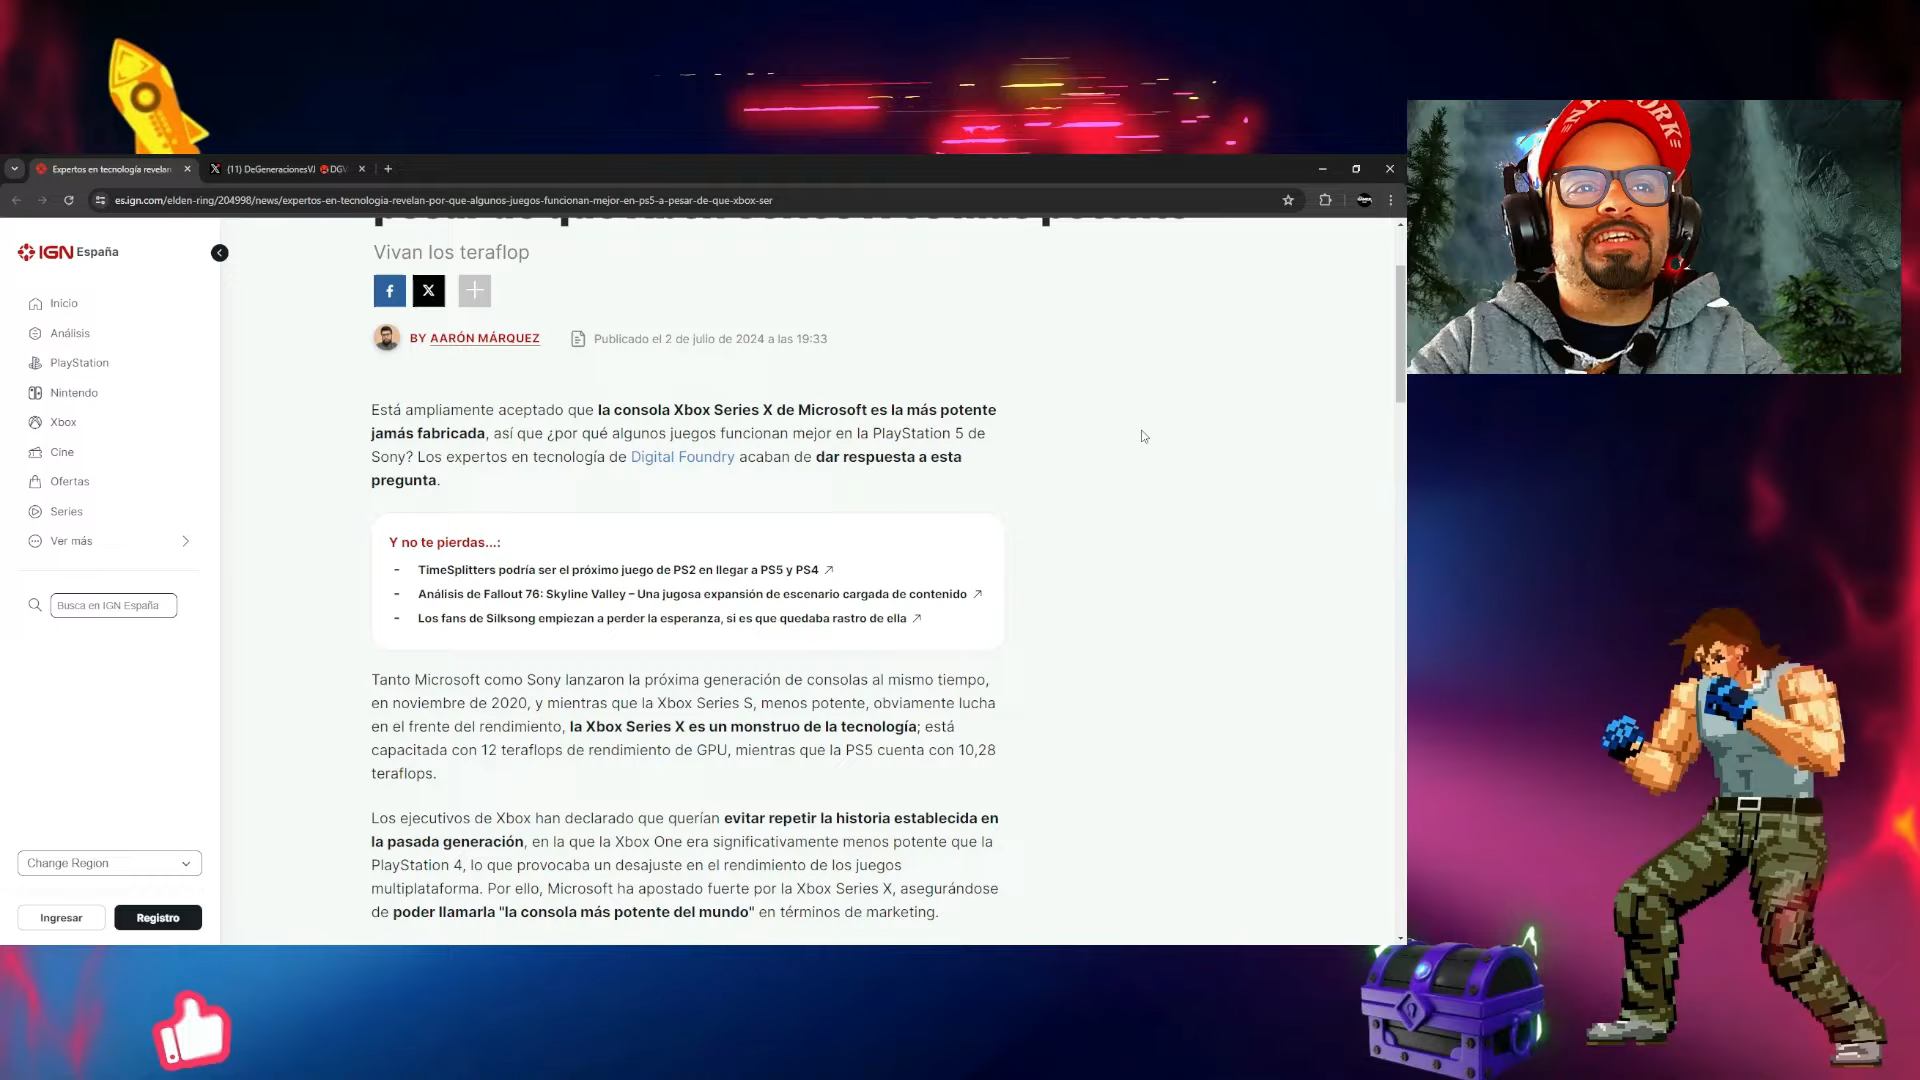 Expertos en tecnología revelan
(11) DeGeneracionesVJ
DGV
es.ign.com/elden-ring/204998/news/expertos-en-tecnologia-revelan-por-que-algunos-juegos-funcionan-mejor-en-ps5-a-pesar-de-que-xbox-ser
IGN España
Inicio
Análisis
PlayStation
Nintendo
Xbox
Cine
Ofertas
Series
Ver más
Busca en IGN España
Change Region
Ingresar
Registro
Vivan los teraflop
BY AARÓN MÁRQUEZ
Publicado el 2 de julio de 2024 a las 19:33
Está ampliamente aceptado que la consola Xbox Series X de Microsoft es la más potente
jamás fabricada, así que ¿por qué algunos juegos funcionan mejor en la PlayStation 5 de
Sony? Los expertos en tecnología de Digital Foundry acaban de dar respuesta a esta
pregunta.
Y no te pierdas...:
- TimeSplitters podría ser el próximo juego de PS2 en llegar a PS5 y PS4
- Análisis de Fallout 76: Skyline Valley – Una jugosa expansión de escenario cargada de contenido
- Los fans de Silksong empiezan a perder la esperanza, si es que quedaba rastro de ella
Tanto Microsoft como Sony lanzaron la próxima generación de consolas al mismo tiempo,
en noviembre de 2020, y mientras que la Xbox Series S, menos potente, obviamente lucha
en el frente del rendimiento, la Xbox Series X es un monstruo de la tecnología; está
capacitada con 12 teraflops de rendimiento de GPU, mientras que la PS5 cuenta con 10,28
teraflops.
Los ejecutivos de Xbox han declarado que querían evitar repetir la historia establecida en
la pasada generación, en la que la Xbox One era significativamente menos potente que la
PlayStation 4, lo que provocaba un desajuste en el rendimiento de los juegos
multiplataforma. Por ello, Microsoft ha apostado fuerte por la Xbox Series X, asegurándose
de poder llamarla "la consola más potente del mundo" en términos de marketing.